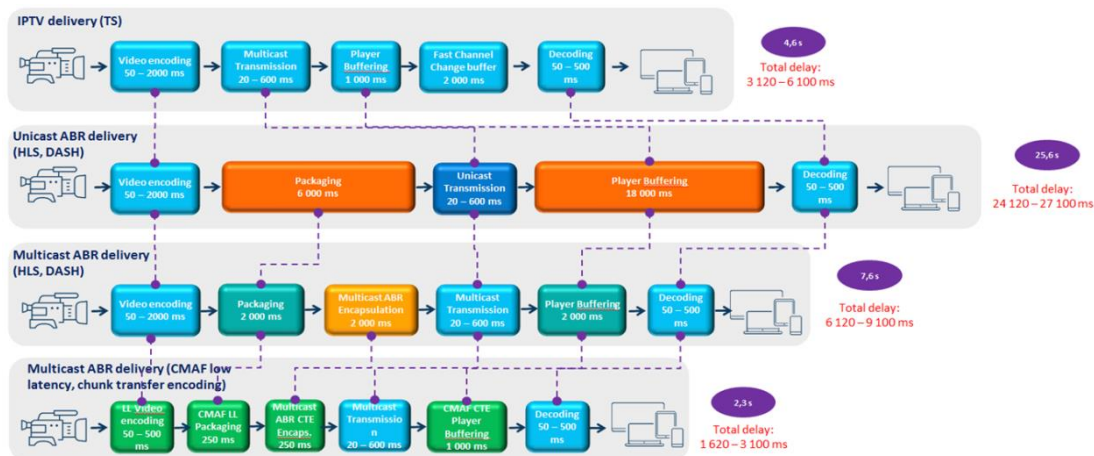 IPTV delivery (TS)
Video encoding
50 – 2000 ms
Multicast
Transmission
20 – 600 ms
Player
Buffering
1 000 ms
Fast Channel
Change buffer
2 000 ms
Decoding
50 – 500
ms
4,6 s
Total delay:
3 120 – 6 100 ms
Unicast ABR delivery
(HLS, DASH)
Video encoding
50 – 2000 ms
Packaging
6 000 ms
Unicast
Transmission
20 – 600 ms
Player Buffering
18 000 ms
Decoding
50 – 500
ms
25,6 s
Total delay:
24 120 – 27 100 ms
Multicast ABR delivery
(HLS, DASH)
Video encoding
50 – 2000 ms
Packaging
2 000 ms
Multicast ABR
Encapsulation
2 000 ms
Multicast
Transmission
20 – 600 ms
Player Buffering
2 000 ms
Decoding
50 – 500
ms
7,6 s
Total delay:
6 120 – 9 100 ms
Multicast ABR delivery (CMAF low
latency, chunk transfer encoding)
LL Video
encoding
50 – 500
ms
CMAF LL
Packaging
250 ms
Multicast
ABR CTE
Encaps.
250 ms
Multicast
Transmissio
n
20 – 600 ms
CMAF CTE
Player
Buffering
1 000 ms
Decoding
50 – 500
ms
2,3 s
Total delay:
1 620 – 3 100 ms